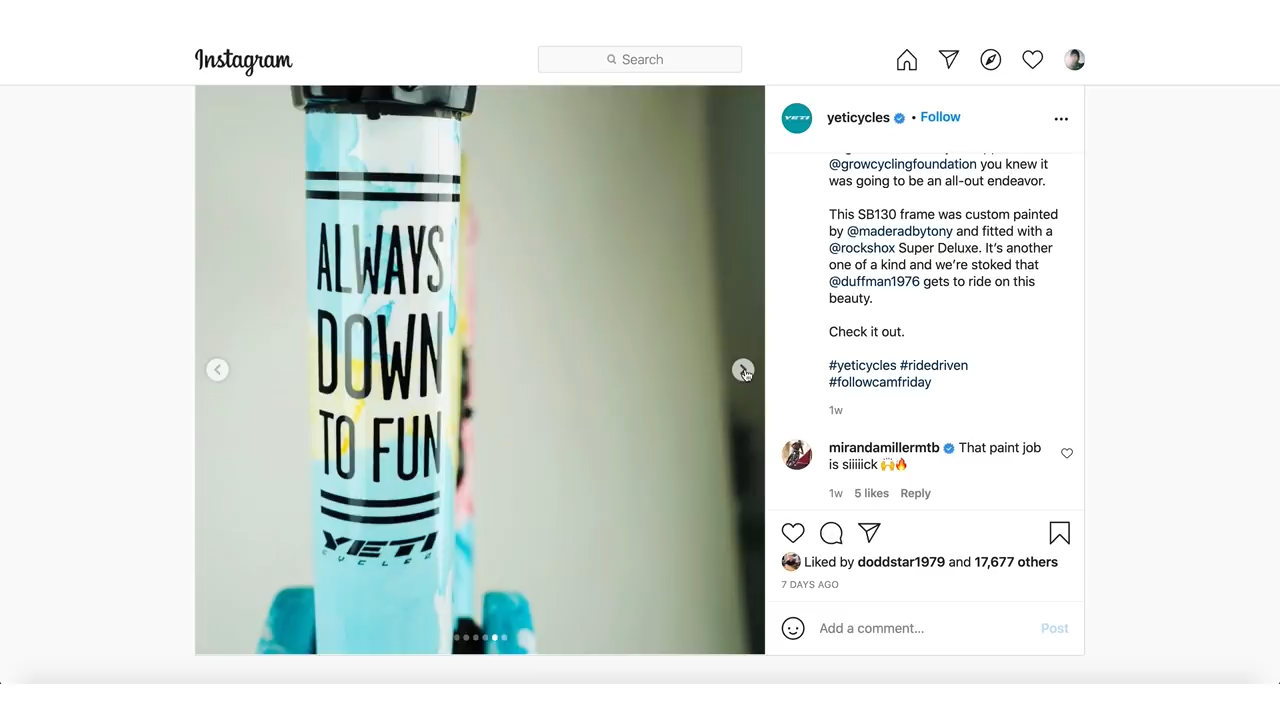 Instagram
Search
yeticycles • Follow
@growcyclingfoundation you knew it
was going to be an all-out endeavor.
This SB130 frame was custom painted
by @maderadbytony and fitted with a
@rockshox Super Deluxe. It’s another
one of a kind and we’re stoked that
@duffman1976 gets to ride on this
beauty.
Check it out.
#yeticycles #ridedriven
#followcamfriday
1w
mirandamillermtb That paint job
is siiiiick 🙌🔥
1w 5 likes Reply
Liked by doddstar1979 and 17,677 others
7 DAYS AGO
Add a comment... Post
ALWAYS
DOWN
TO FUN
YETI
CYCLES